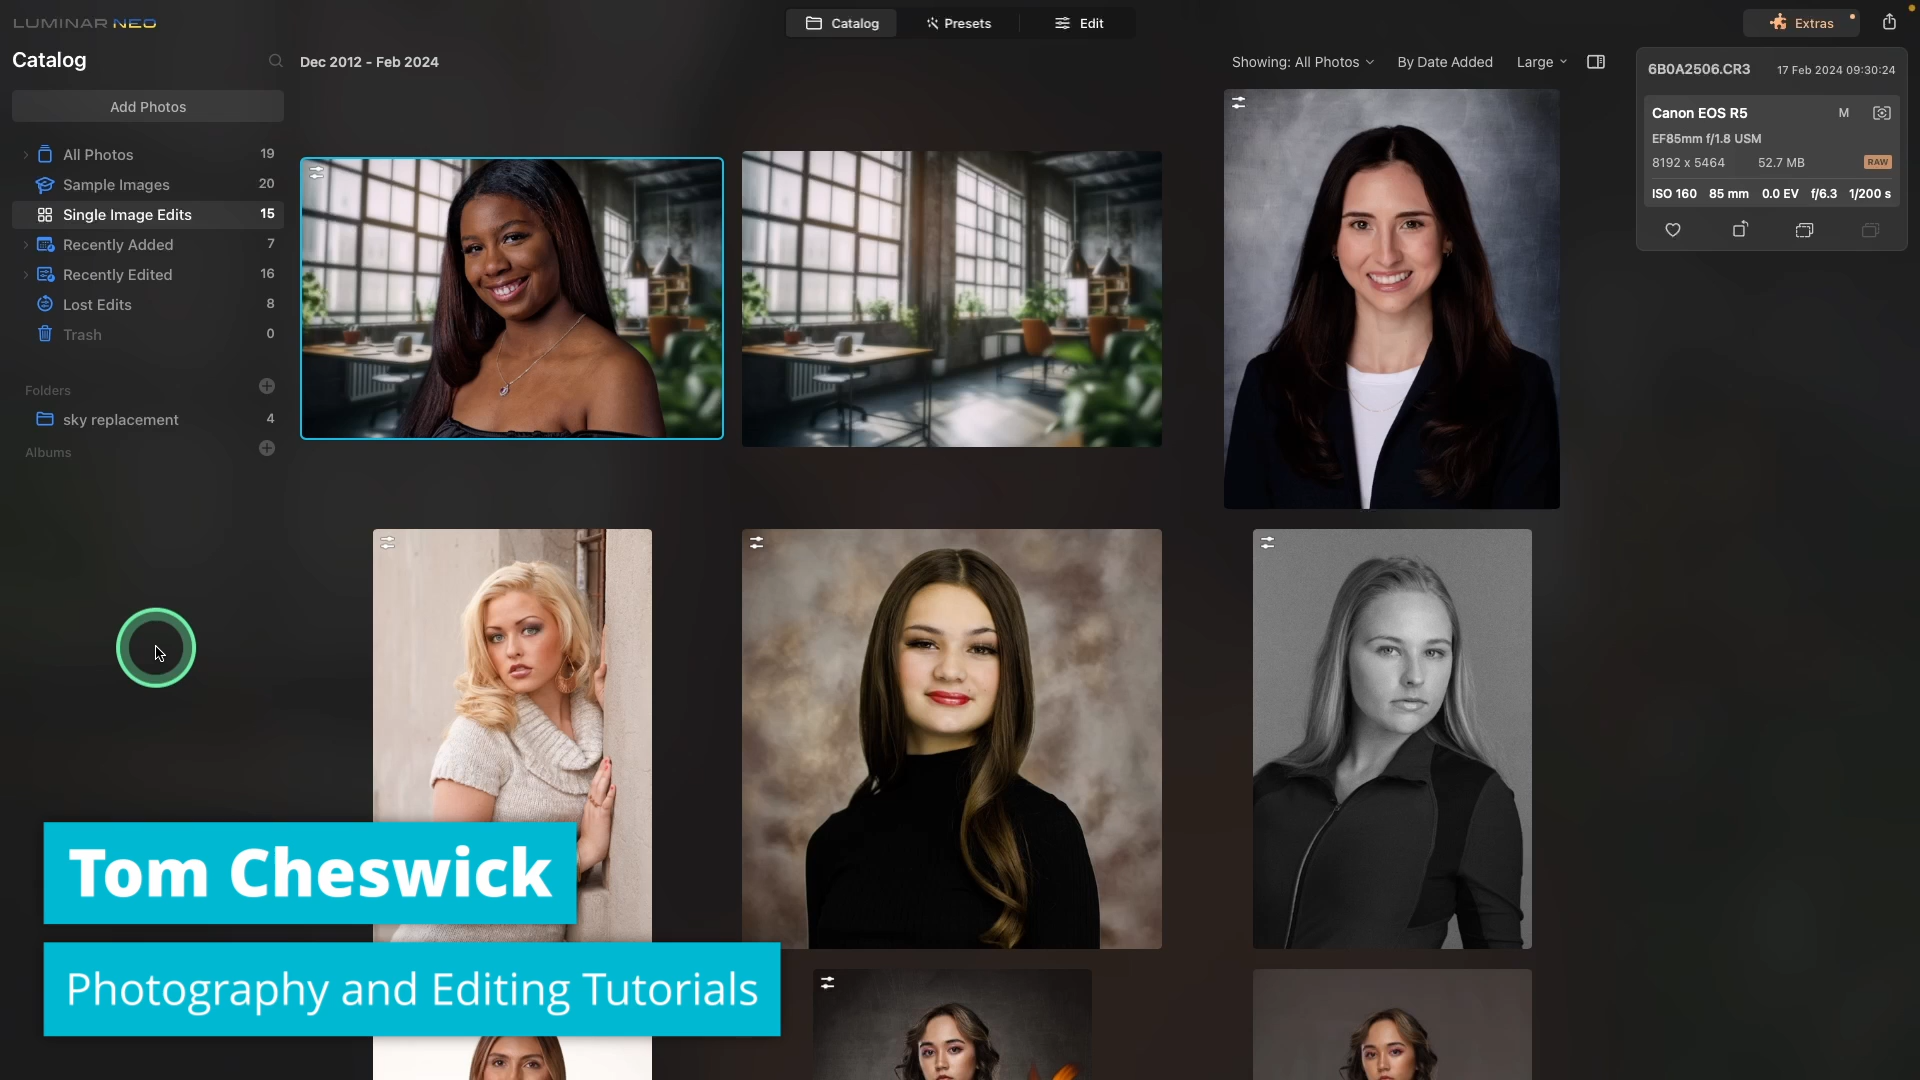 LUMINAR NEO
Catalog
Presets
Edit
Extras
Catalog
Dec 2012 - Feb 2024
Showing: All Photos
By Date Added
Large
6B0A2506.CR3
17 Feb 2024 09:30:24
Add Photos
Canon EOS R5
M
EF85mm f/1.8 USM
8192 x 5464
52.7 MB
RAW
ISO 160
85 mm
0.0 EV
f/6.3
1/200 s
All Photos 19
Sample Images 20
Single Image Edits 15
Recently Added 7
Recently Edited 16
Lost Edits 8
Trash 0
Folders
sky replacement 4
Albums
Tom Cheswick
Photography and Editing Tutorials